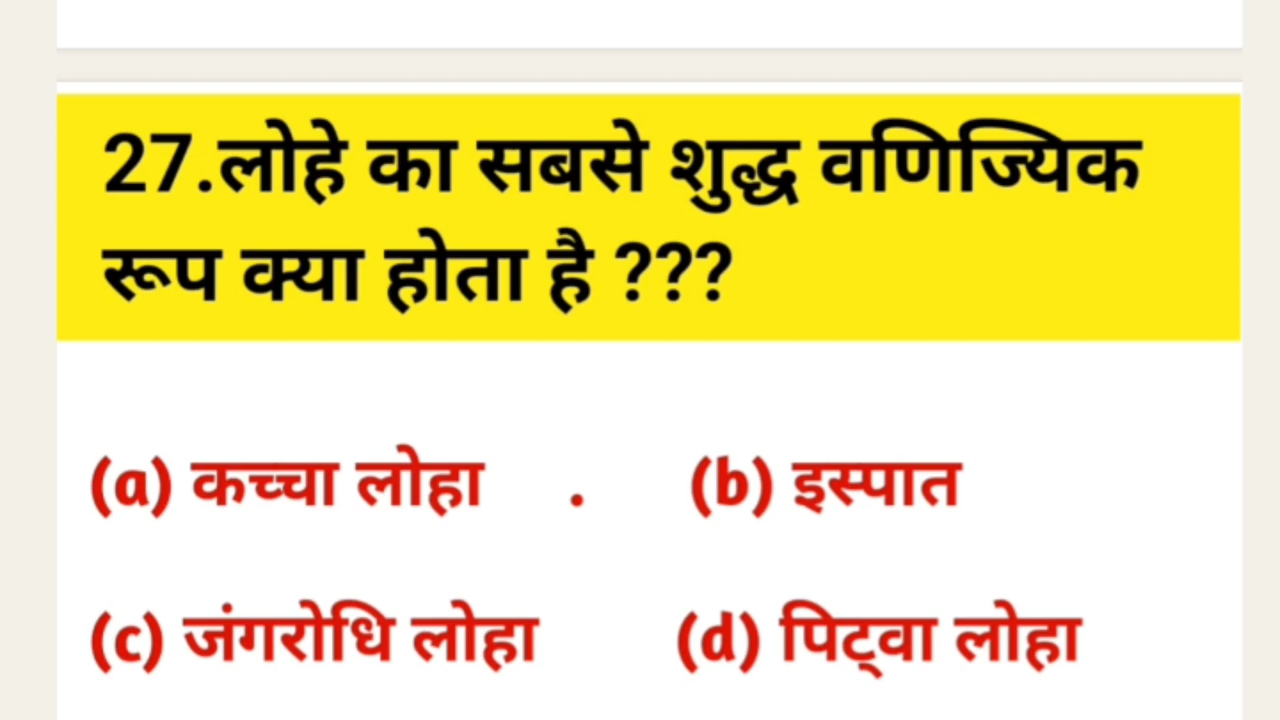 27.लोहे का सबसे शुद्ध वणिज्यिक
रूप क्या होता है ???
(a) कच्चा लोहा . (b) इस्पात
(c) जंगरोधि लोहा (d) पिट्वा लोहा